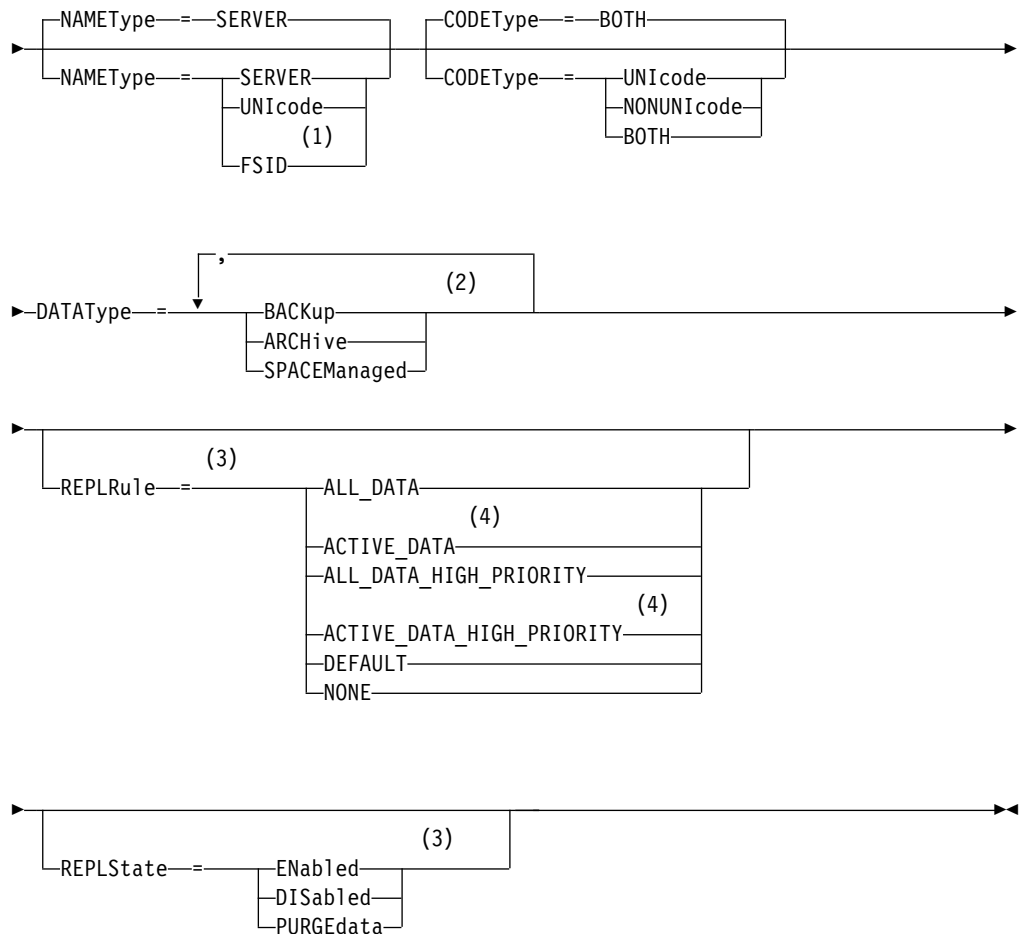 NAMEType = SERVER CODEType = BOTH
NAMEType = SERVER CODEType = UNIcode
UNIcode NONUNIcode
(1) BOTH
FSID
,
(2)
DATAType = BACKup
ARCHive
SPACEManaged
(3)
REPLRule = ALL_DATA
(4)
ACTIVE_DATA
ALL_DATA_HIGH_PRIORITY
(4)
ACTIVE_DATA_HIGH_PRIORITY
DEFAULT
NONE
(3)
REPLState = ENabled
DISabled
PURGEdata